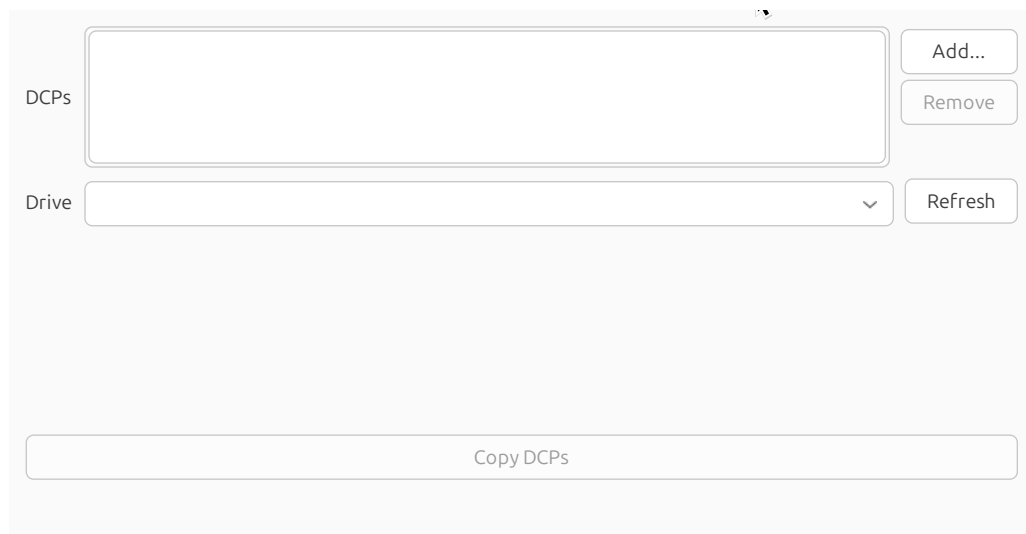 Add...
DCPs
Remove
Drive
Refresh
Copy DCPs